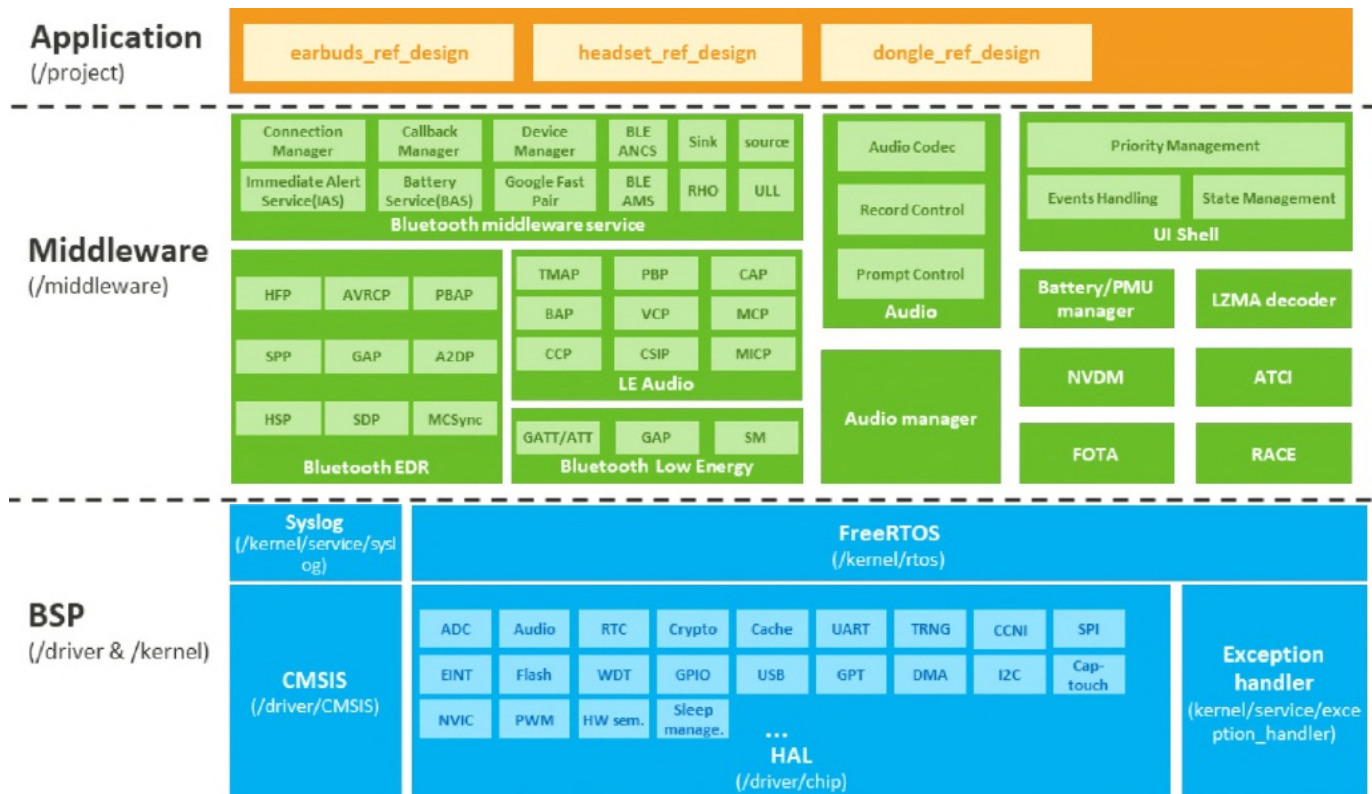 Application
(/project)
earbuds_ref_design
headset_ref_design
dongle_ref_design
Middleware
(/middleware)
Connection
Manager
Callback
Manager
Device
Manager
BLE
ANCS
Sink
source
Immediate Alert
Service(IAS)
Battery
Service(BAS)
Google Fast
Pair
BLE
AMS
RHO
ULL
Bluetooth middleware service
HFP
AVRCP
PBAP
SPP
GAP
A2DP
HSP
SDP
MCSync
Bluetooth EDR
TMAP
PBP
CAP
BAP
VCP
MCP
CCP
CSIP
MICP
LE Audio
GATT/ATT
GAP
SM
Bluetooth Low Energy
Audio Codec
Record Control
Prompt Control
Audio
Audio manager
Priority Management
Events Handling
State Management
UI Shell
Battery/PMU
manager
LZMA decoder
NVDM
ATCI
FOTA
RACE
BSP
(/driver & /kernel)
Syslog
(/kernel/service/sysl
og)
FreeRTOS
(/kernel/rtos)
CMSIS
(/driver/CMSIS)
ADC
Audio
RTC
Crypto
Cache
UART
TRNG
CCNI
SPI
EINT
Flash
WDT
GPIO
USB
GPT
DMA
I2C
Cap-
touch
NVIC
PWM
HW sem.
Sleep
manage.
...
HAL
(/driver/chip)
Exception
handler
(kernel/service/exce
ption_handler)